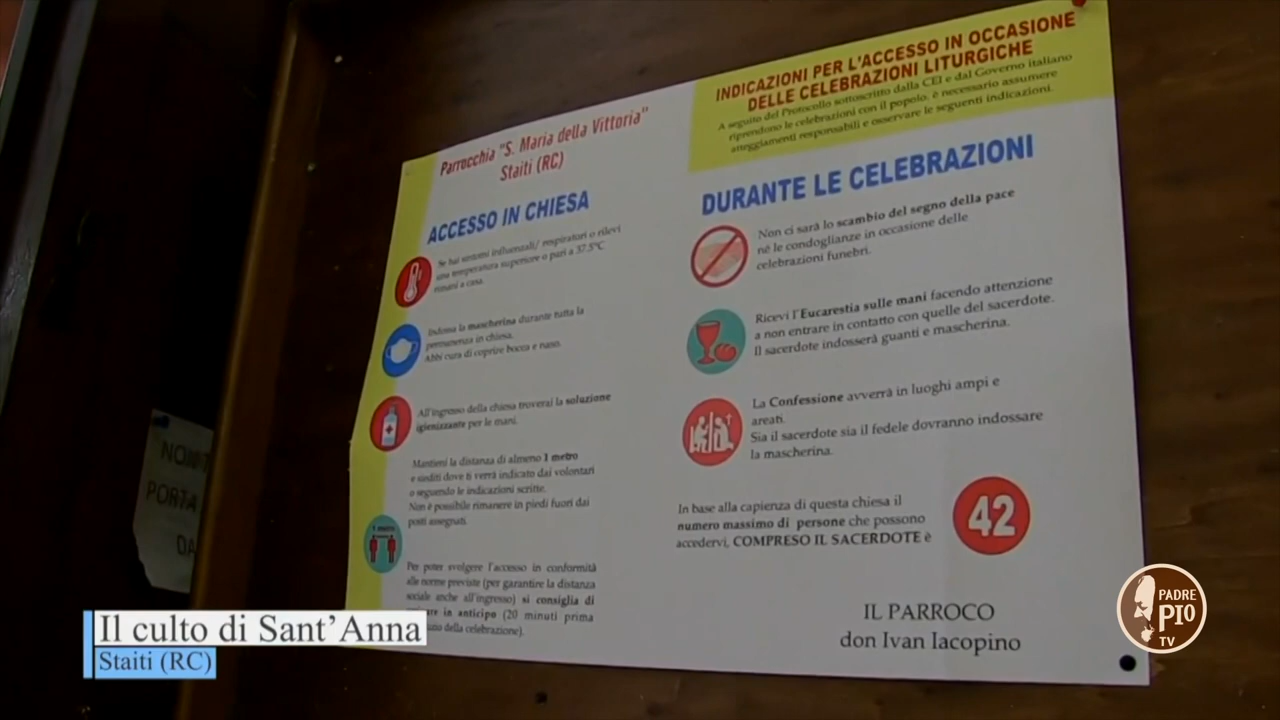 Parrocchia "S. Maria della Vittoria"
Staiti (RC)
ACCESSO IN CHIESA
Se hai sintomi influenzali/ respiratori o rilevi
una temperatura superiore o pari a 37.5°C
rimani a casa.
Indossa la mascherina durante tutta la
permanenza in chiesa.
Abbi cura di coprire bocca e naso.
All'ingresso della chiesa troverai la soluzione
igienizzante per le mani.
Mantieni la distanza di almeno 1 metro
e siediti dove ti verrà indicato dai volontari
o seguendo le indicazioni scritte.
Non è possibile rimanere in piedi fuori dai
posti assegnati.
1 metro
Per poter svolgere l'accesso in conformità
alle norme previste (per garantire la distanza
sociale anche all'ingresso) si consiglia di
in anticipo (20 minuti prima
della celebrazione).
INDICAZIONI PER L'ACCESSO IN OCCASIONE
DELLE CELEBRAZIONI LITURGICHE
A seguito del Protocollo sottoscritto dalla CEI e dal Governo italiano
riprendono le celebrazioni con il popolo. è necessario assumere
atteggiamenti responsabili e osservare le seguenti indicazioni.
DURANTE LE CELEBRAZIONI
Non ci sarà lo scambio del segno della pace
né le condoglianze in occasione delle
celebrazioni funebri.
Ricevi l'Eucarestia sulle mani facendo attenzione
a non entrare in contatto con quelle del sacerdote.
Il sacerdote indosserà guanti e mascherina.
La Confessione avverrà in luoghi ampi e
areati.
Sia il sacerdote sia il fedele dovranno indossare
la mascherina.
In base alla capienza di questa chiesa il
numero massimo di persone che possono
accedervi, COMPRESO IL SACERDOTE è
42
IL PARROCO
don Ivan Iacopino
NON
PORTA
DA
Il culto di Sant'Anna
Staiti (RC)
PADRE
PIO
TV